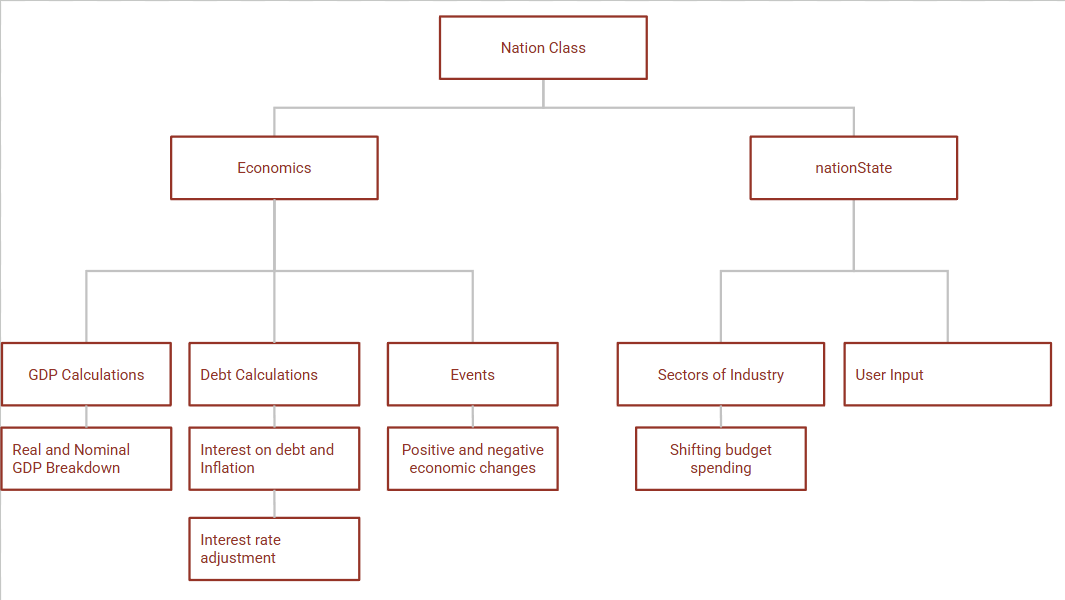 Nation Class
Economics
nationState
GDP Calculations
Debt Calculations
Events
Sectors of Industry
User Input
Real and Nominal
GDP Breakdown
Interest on debt and
Inflation
Positive and negative
economic changes
Shifting budget
spending
Interest rate
adjustment